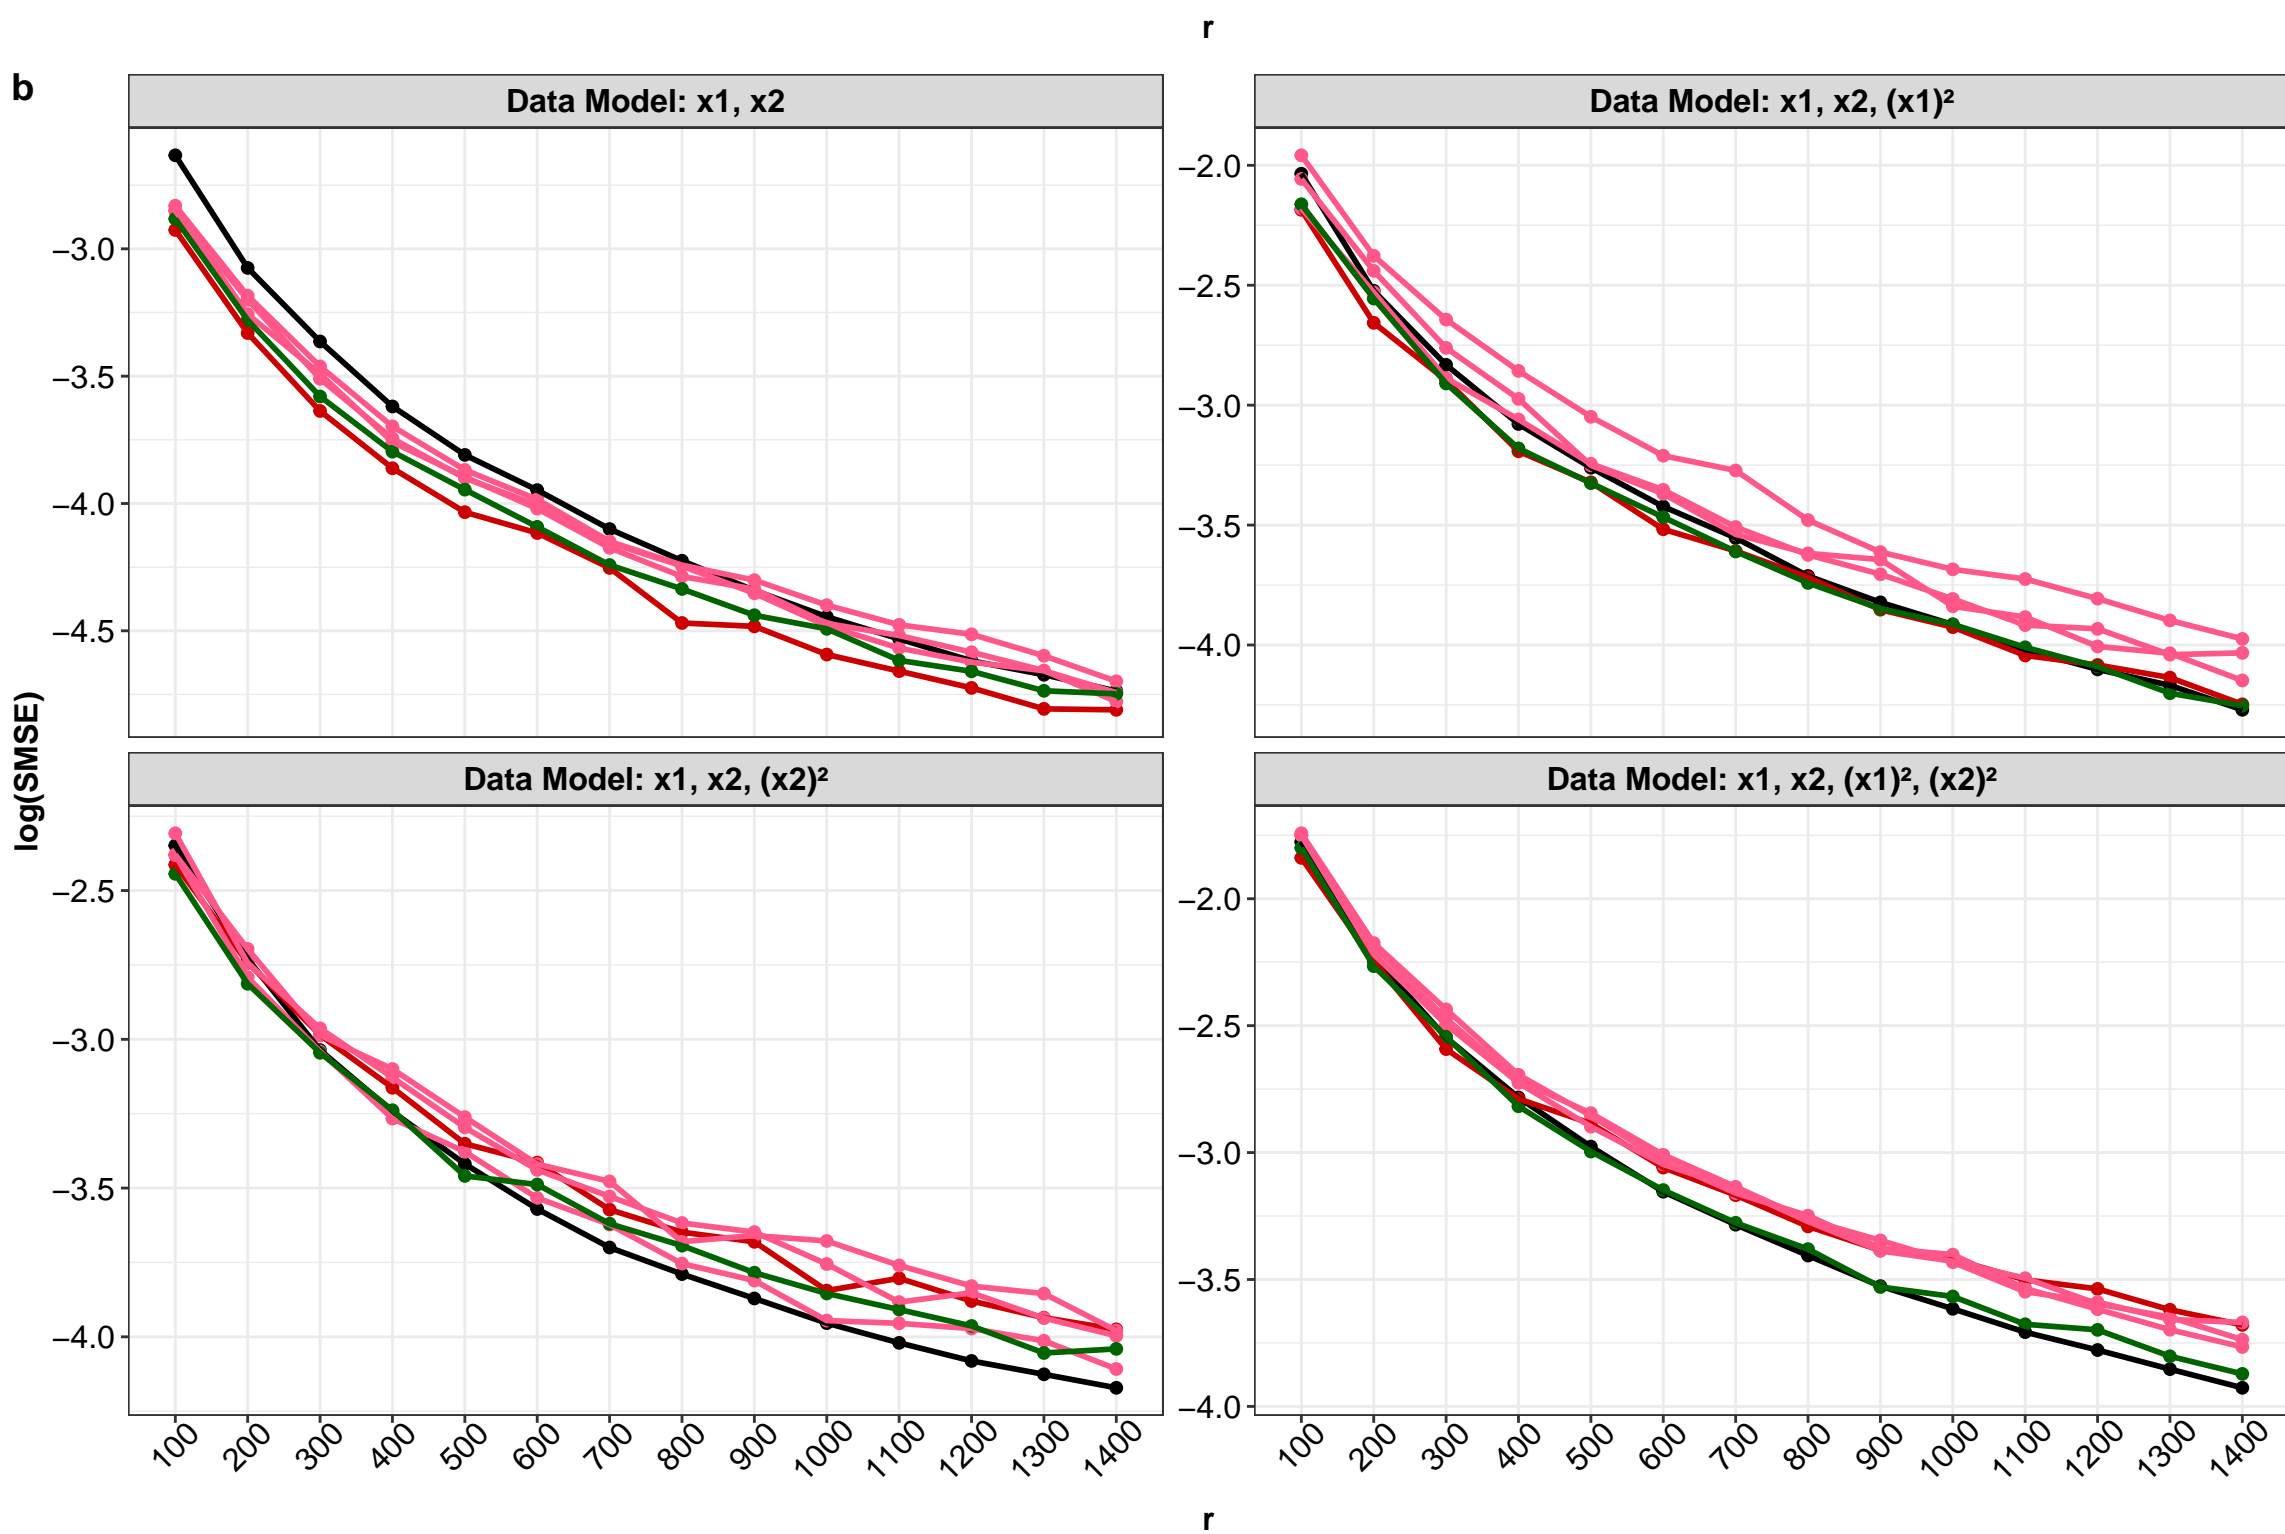 r
b
Data Model: x1, x2
Data Model: x1, x2, (x1)²
−3.0
−3.5
−4.0
−4.5
−2.0
−2.5
−3.0
−3.5
−4.0
log(SMSE)
Data Model: x1, x2, (x2)²
Data Model: x1, x2, (x1)², (x2)²
−2.5
−3.0
−3.5
−4.0
−2.0
−2.5
−3.0
−3.5
−4.0
100 200 300 400 500 600 700 800 900 1000 1100 1200 1300 1400
100 200 300 400 500 600 700 800 900 1000 1100 1200 1300 1400
r